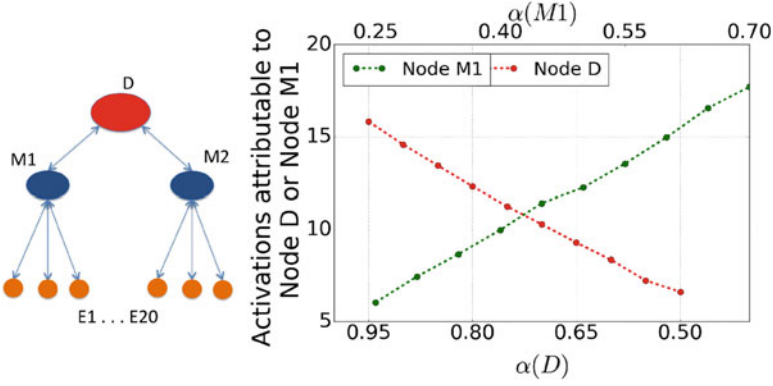 D
M1
M2
E1 . . . E20
α(M1)
0.25 0.40 0.55 0.70
Activations attributable to
Node D or Node M1
20
15
10
5
Node M1
Node D
0.95 0.80 0.65 0.50
α(D)